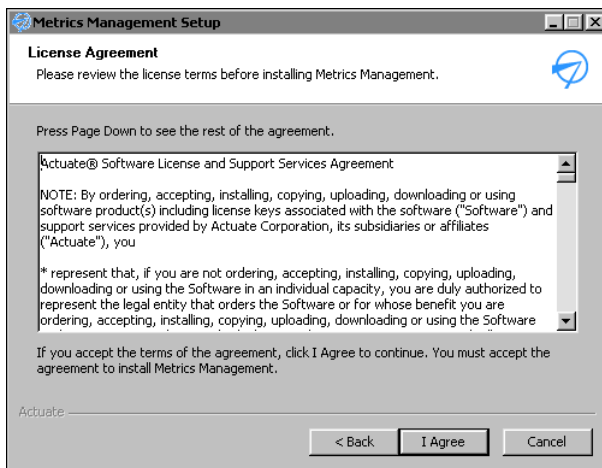 Metrics Management Setup
License Agreement
Please review the license terms before installing Metrics Management.
Press Page Down to see the rest of the agreement.
Actuate® Software License and Support Services Agreement
NOTE: By ordering, accepting, installing, copying, uploading, downloading or using
software product(s) including license keys associated with the software ("Software") and
support services provided by Actuate Corporation, its subsidiaries or affiliates
("Actuate"), you
* represent that, if you are not ordering, accepting, installing, copying, uploading,
downloading or using the Software in an individual capacity, you are duly authorized to
represent the legal entity that orders the Software or for whose benefit you are
ordering, accepting, installing, copying, uploading, downloading or using the Software
If you accept the terms of the agreement, click I Agree to continue. You must accept the
agreement to install Metrics Management.
Actuate
< Back
I Agree
Cancel